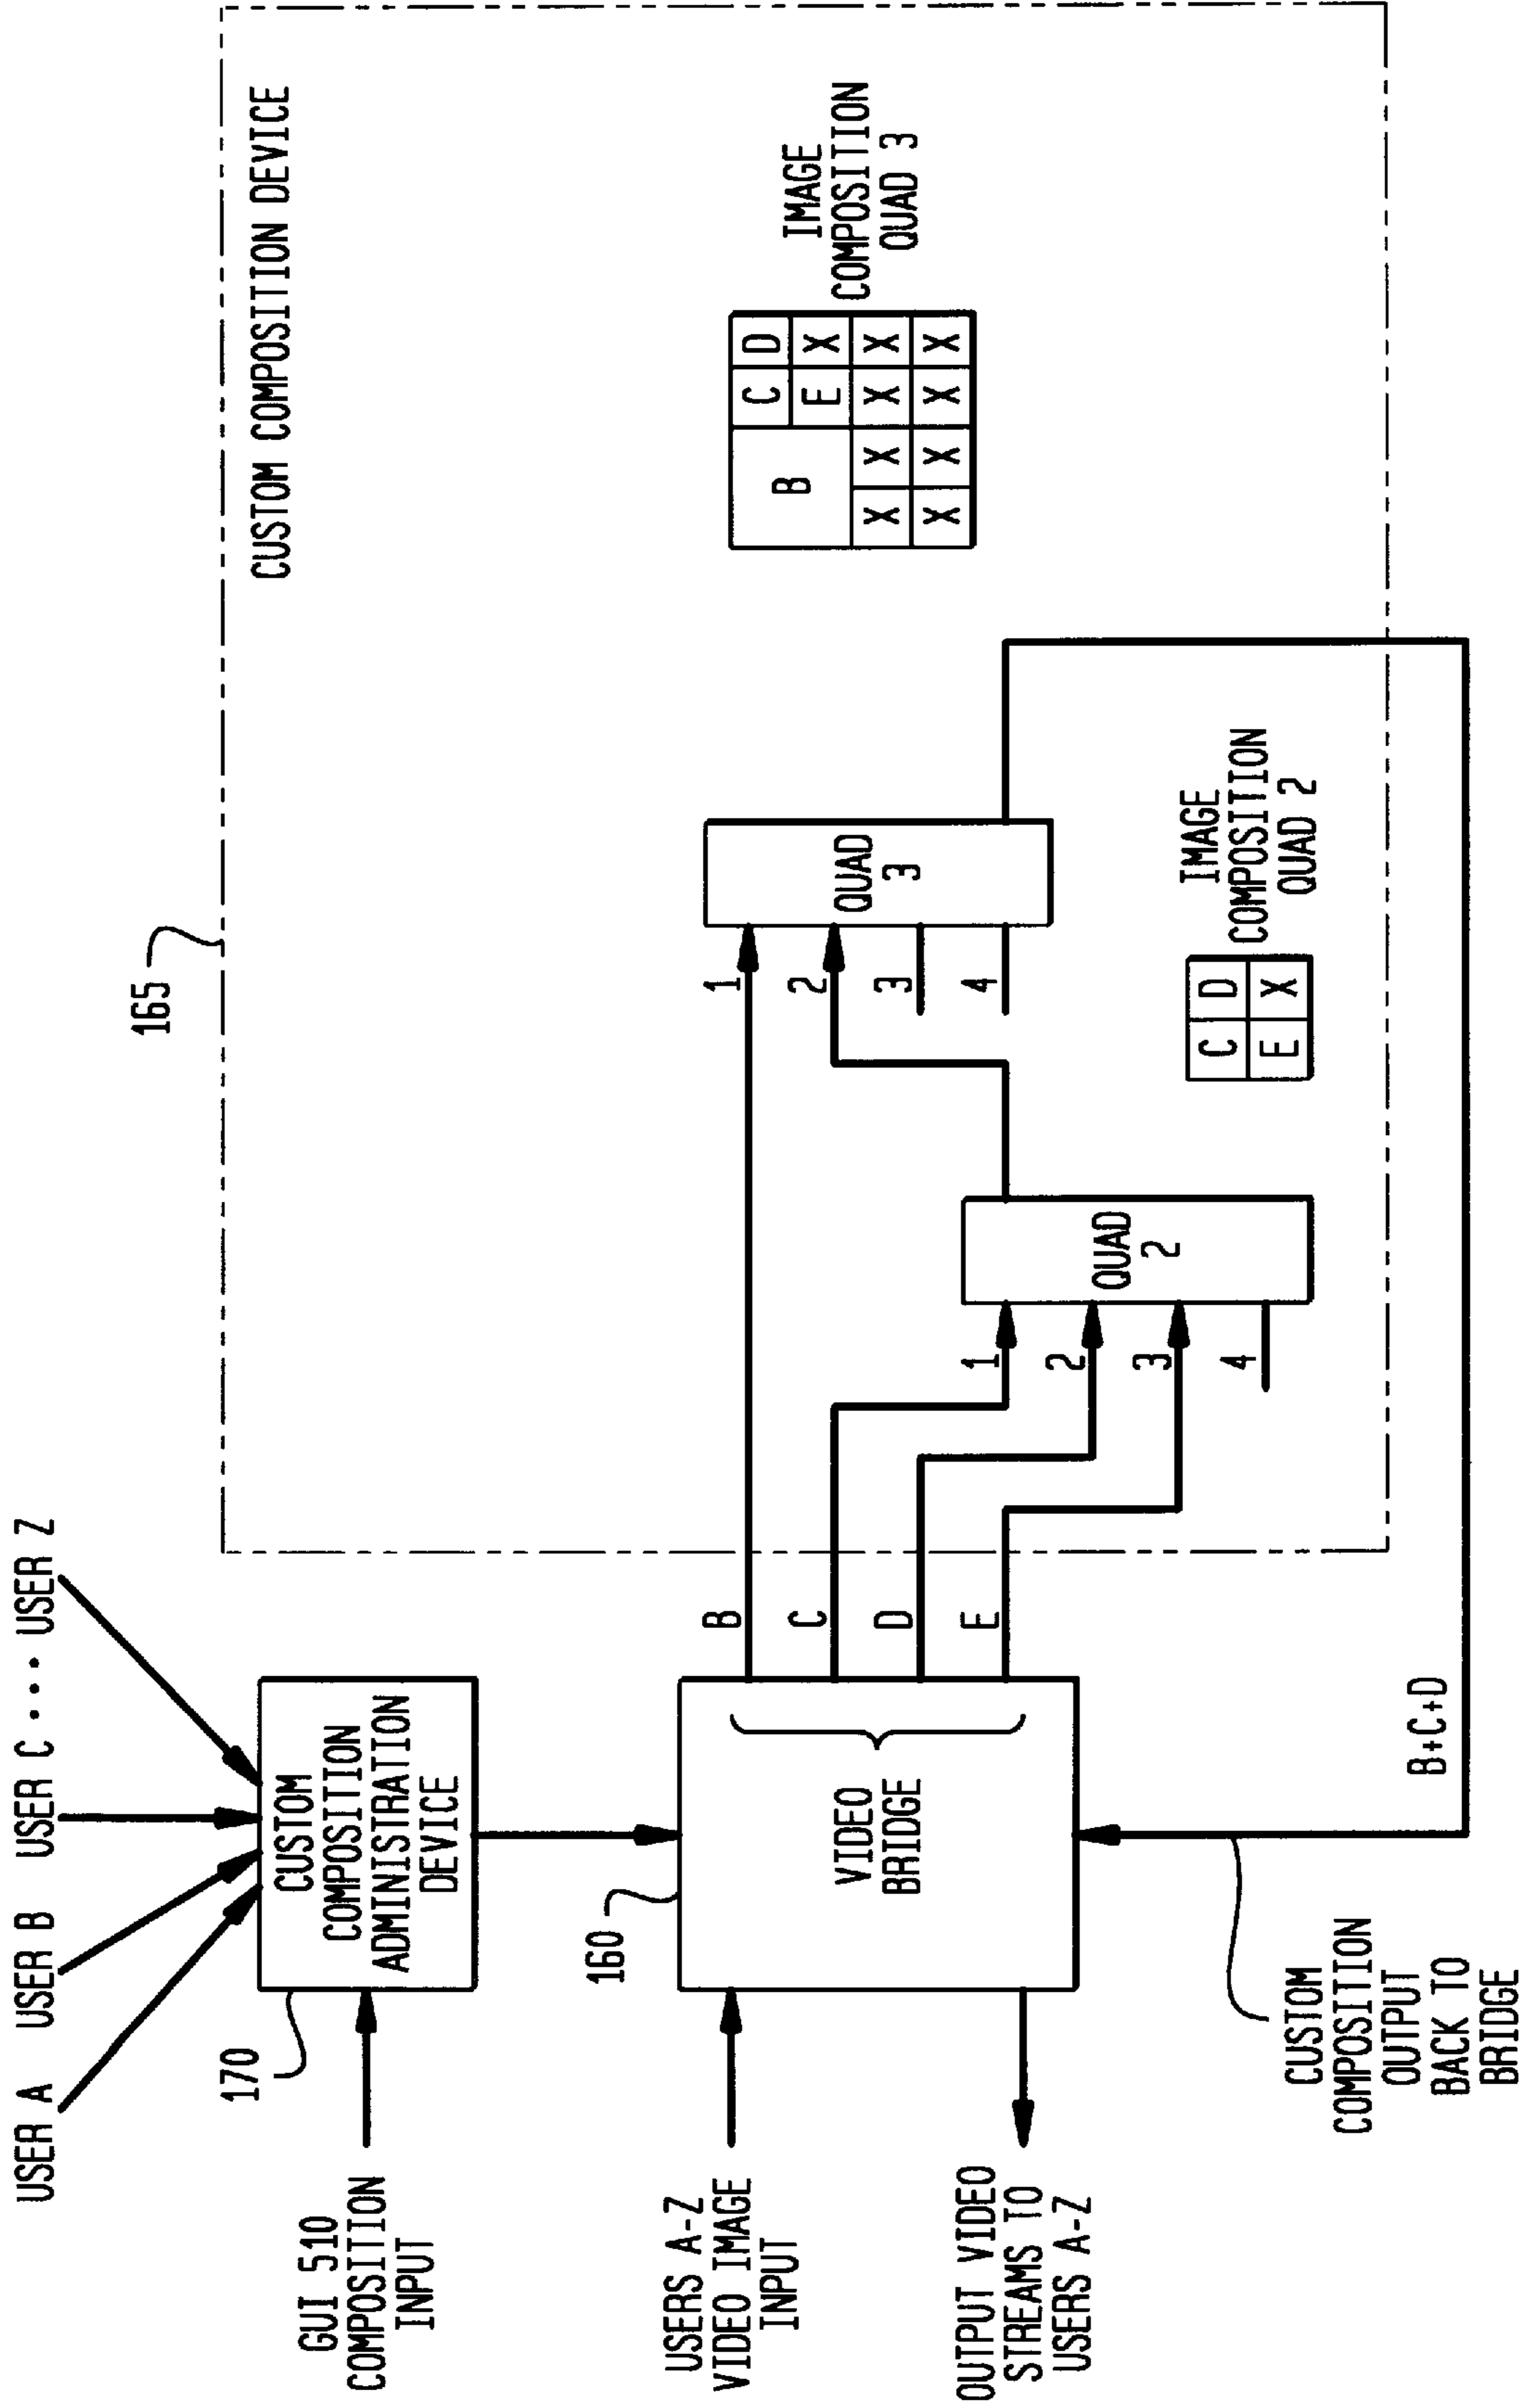 USER A
USER B
USER C
• • •
USER Z
165
CUSTOM COMPOSITION DEVICE
170
CUSTOM
COMPOSITION
ADMINISTRATION
DEVICE
GUI 510
COMPOSITION
INPUT
160
VIDEO
BRIDGE
USERS A-Z
VIDEO IMAGE
INPUT
OUTPUT VIDEO
STREAMS TO
USERS A-Z
B
C
D
E
1
2
3
4
QUAD
2
1
2
3
4
QUAD
3
C D
E X
IMAGE
COMPOSITION
QUAD 2
B C D
E X
X X X X
X X X X
IMAGE
COMPOSITION
QUAD 3
B+C+D
CUSTOM
COMPOSITION
OUTPUT
BACK TO
BRIDGE